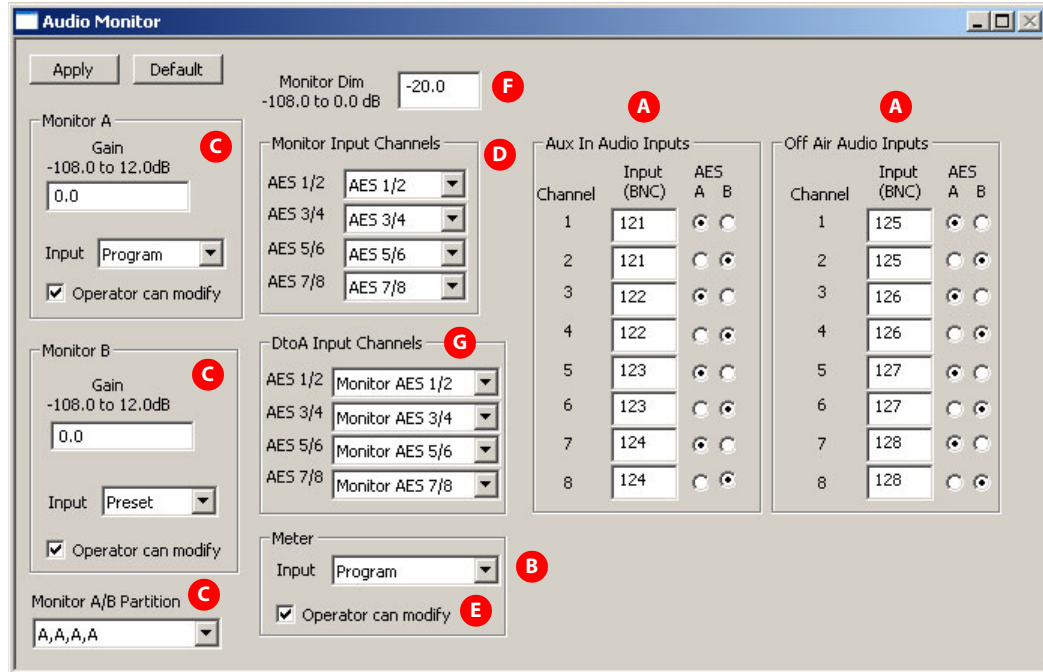 Audio Monitor
Apply Default
Monitor Dim
-108.0 to 0.0 dB
-20.0
F
Monitor A
C
Gain
-108.0 to 12.0dB
0.0
Input Program
Operator can modify
Monitor B
C
Gain
-108.0 to 12.0dB
0.0
Input Preset
Operator can modify
Monitor A/B Partition
C
A,A,A,A
Monitor Input Channels
D
AES 1/2 AES 1/2
AES 3/4 AES 3/4
AES 5/6 AES 5/6
AES 7/8 AES 7/8
DtoA Input Channels
G
AES 1/2 Monitor AES 1/2
AES 3/4 Monitor AES 3/4
AES 5/6 Monitor AES 5/6
AES 7/8 Monitor AES 7/8
Meter
Input Program
B
Operator can modify
E
A
Aux In Audio Inputs
Input AES
Channel (BNC) A B
1 121
2 121
3 122
4 122
5 123
6 123
7 124
8 124
A
Off Air Audio Inputs
Input AES
Channel (BNC) A B
1 125
2 125
3 126
4 126
5 127
6 127
7 128
8 128